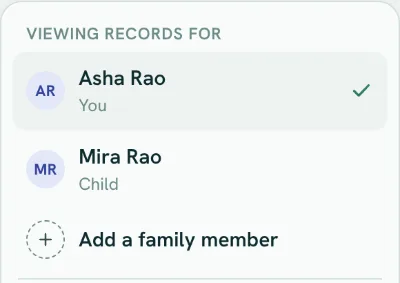 VIEWING RECORDS FOR
AR
Asha Rao
You
MR
Mira Rao
Child
Add a family member